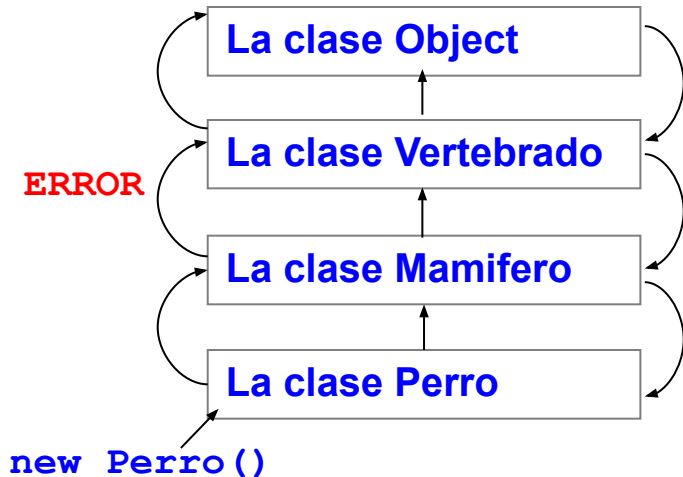 La clase Object
La clase Vertebrado
ERROR
La clase Mamifero
La clase Perro
new Perro()